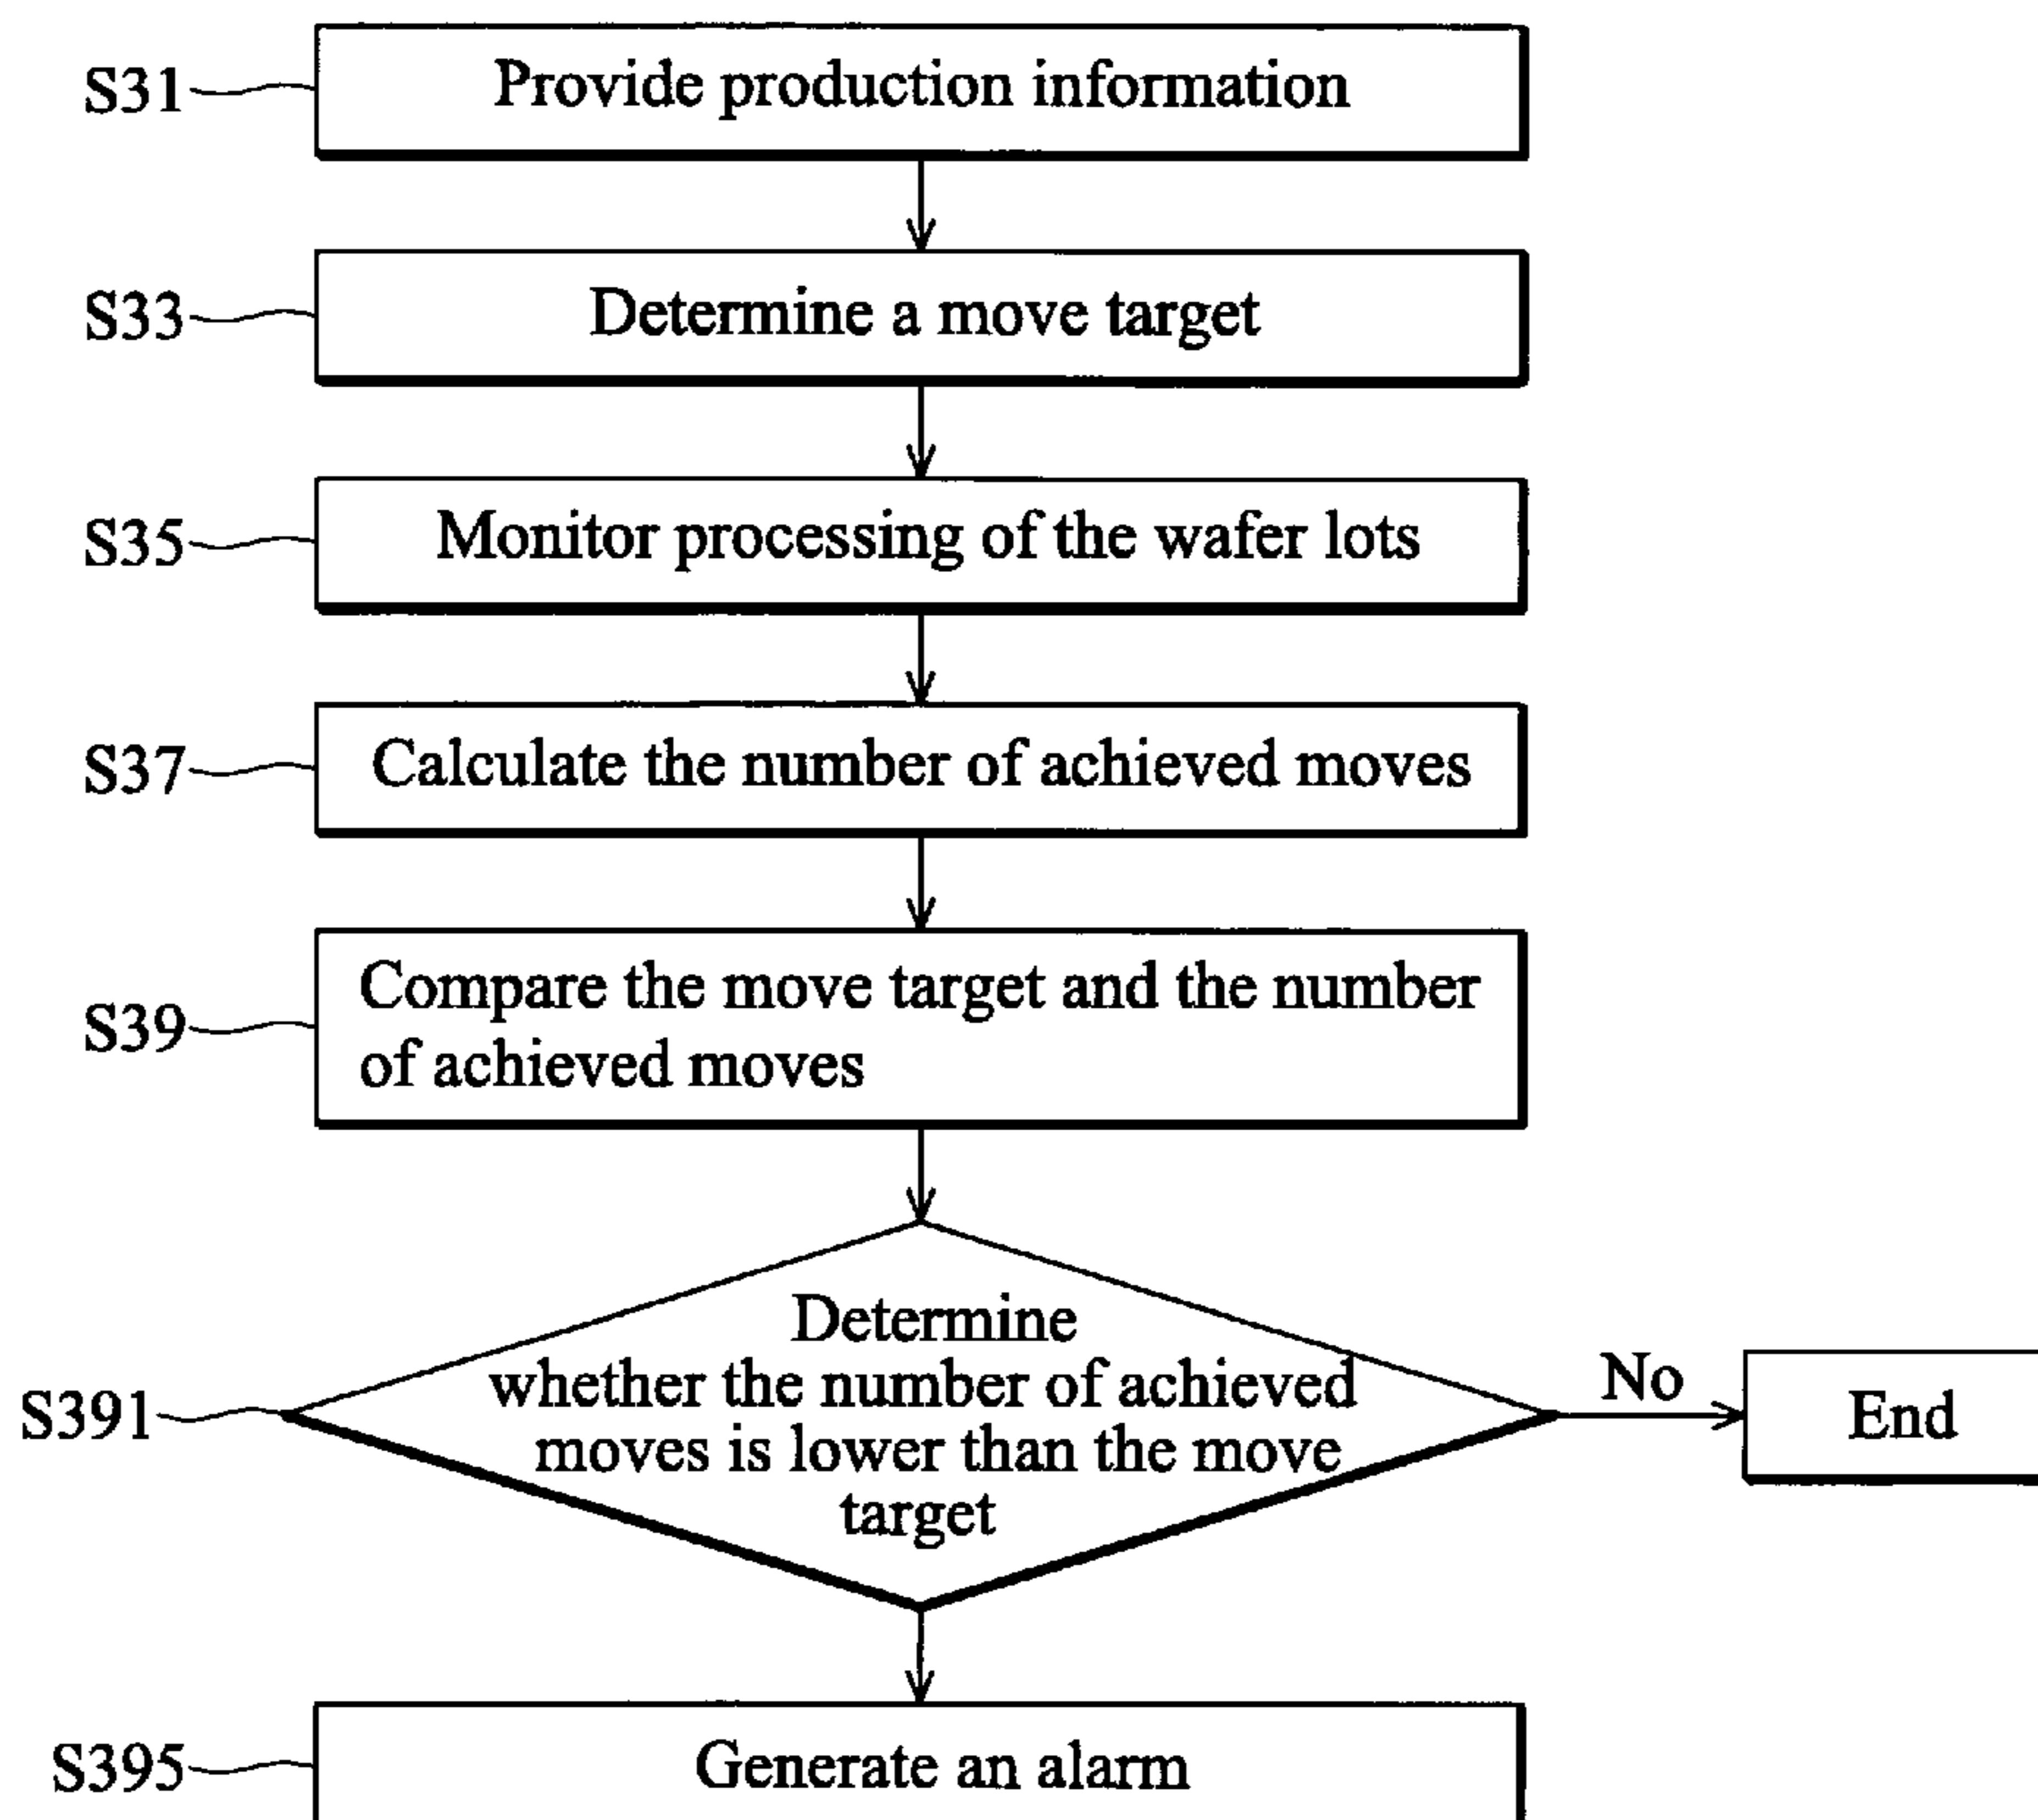 S31
Provide production information
S33
Determine a move target
S35
Monitor processing of the wafer lots
S37
Calculate the number of achieved moves
S39
Compare the move target and the number
of achieved moves
S391
Determine
whether the number of achieved
moves is lower than the move
target
No
End
S395
Generate an alarm